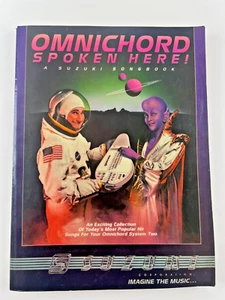 OMNICHORD
SPOKEN HERE!
A SUZUKI SONGBOOK
An Exciting Collection
Of Today's Most Popular Hit
Songs For Your Omnichord System Two
SUZUKI
CORPORATION
IMAGINE THE MUSIC...